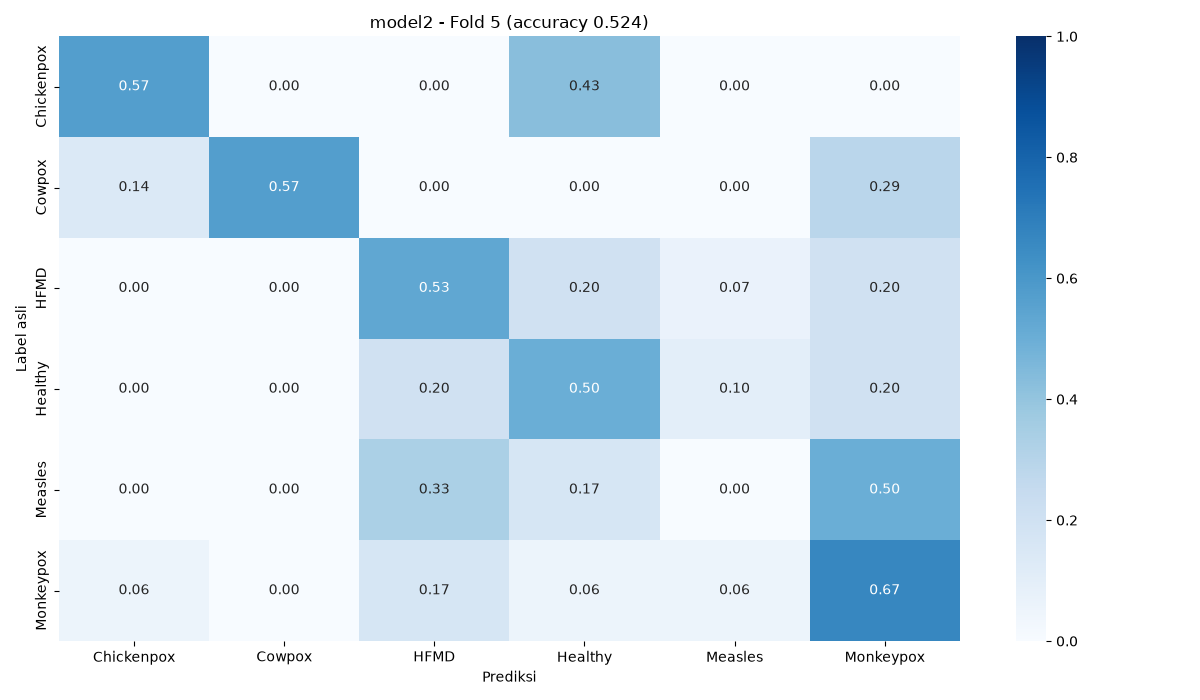 model2 - Fold 5 (accuracy 0.524)
Label asli
Chickenpox 0.57 0.00 0.00 0.43 0.00 0.00
Cowpox 0.14 0.57 0.00 0.00 0.00 0.29
HFMD 0.00 0.00 0.53 0.20 0.07 0.20
Healthy 0.00 0.00 0.20 0.50 0.10 0.20
Measles 0.00 0.00 0.33 0.17 0.00 0.50
Monkeypox 0.06 0.00 0.17 0.06 0.06 0.67
Chickenpox Cowpox HFMD Healthy Measles Monkeypox
Prediksi
1.0
0.8
0.6
0.4
0.2
0.0